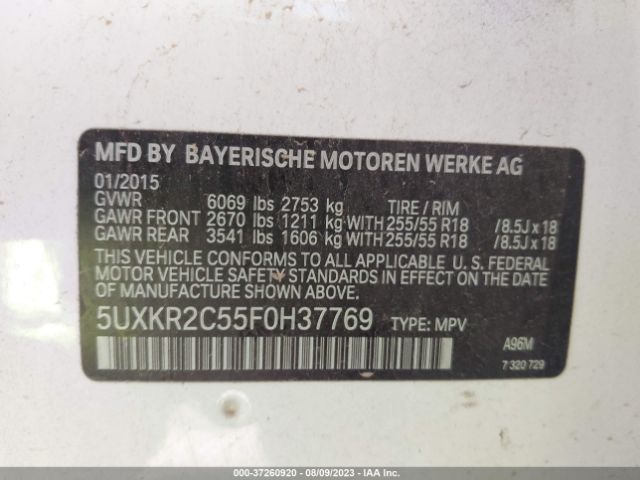 MFD BY BAYERISCHE MOTOREN WERKE AG
01/2015
GVWR 6069 lbs 2753 kg TIRE / RIM
GAWR FRONT 2670 lbs 1211 kg WITH 255/55 R18 / 8.5J x 18
GAWR REAR 3541 lbs 1606 kg WITH 255/55 R18 / 8.5J x 18
THIS VEHICLE CONFORMS TO ALL APPLICABLE U. S. FEDERAL
MOTOR VEHICLE SAFETY STANDARDS IN EFFECT ON THE DATE
OF MANUFACTURE SHOWN ABOVE.
5UXKR2C55F0H37769 TYPE: MPV
A96M
7 320 729
000-37260920 - 08/09/2023 - IAA Inc.